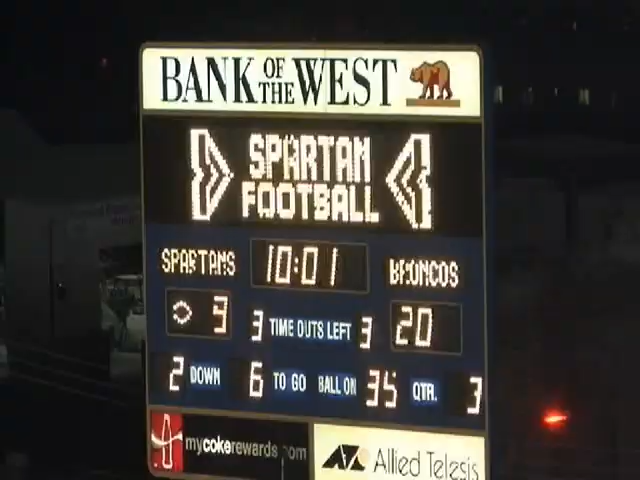 BANK OF THE WEST
SPARTAN
FOOTBALL
SPARTANS 10:01 BRONCOS
9 3 TIME OUTS LEFT 3 20
2 DOWN 6 TO GO BALL ON 35 QTR. 3
mycokerewards.com
Allied Telesis